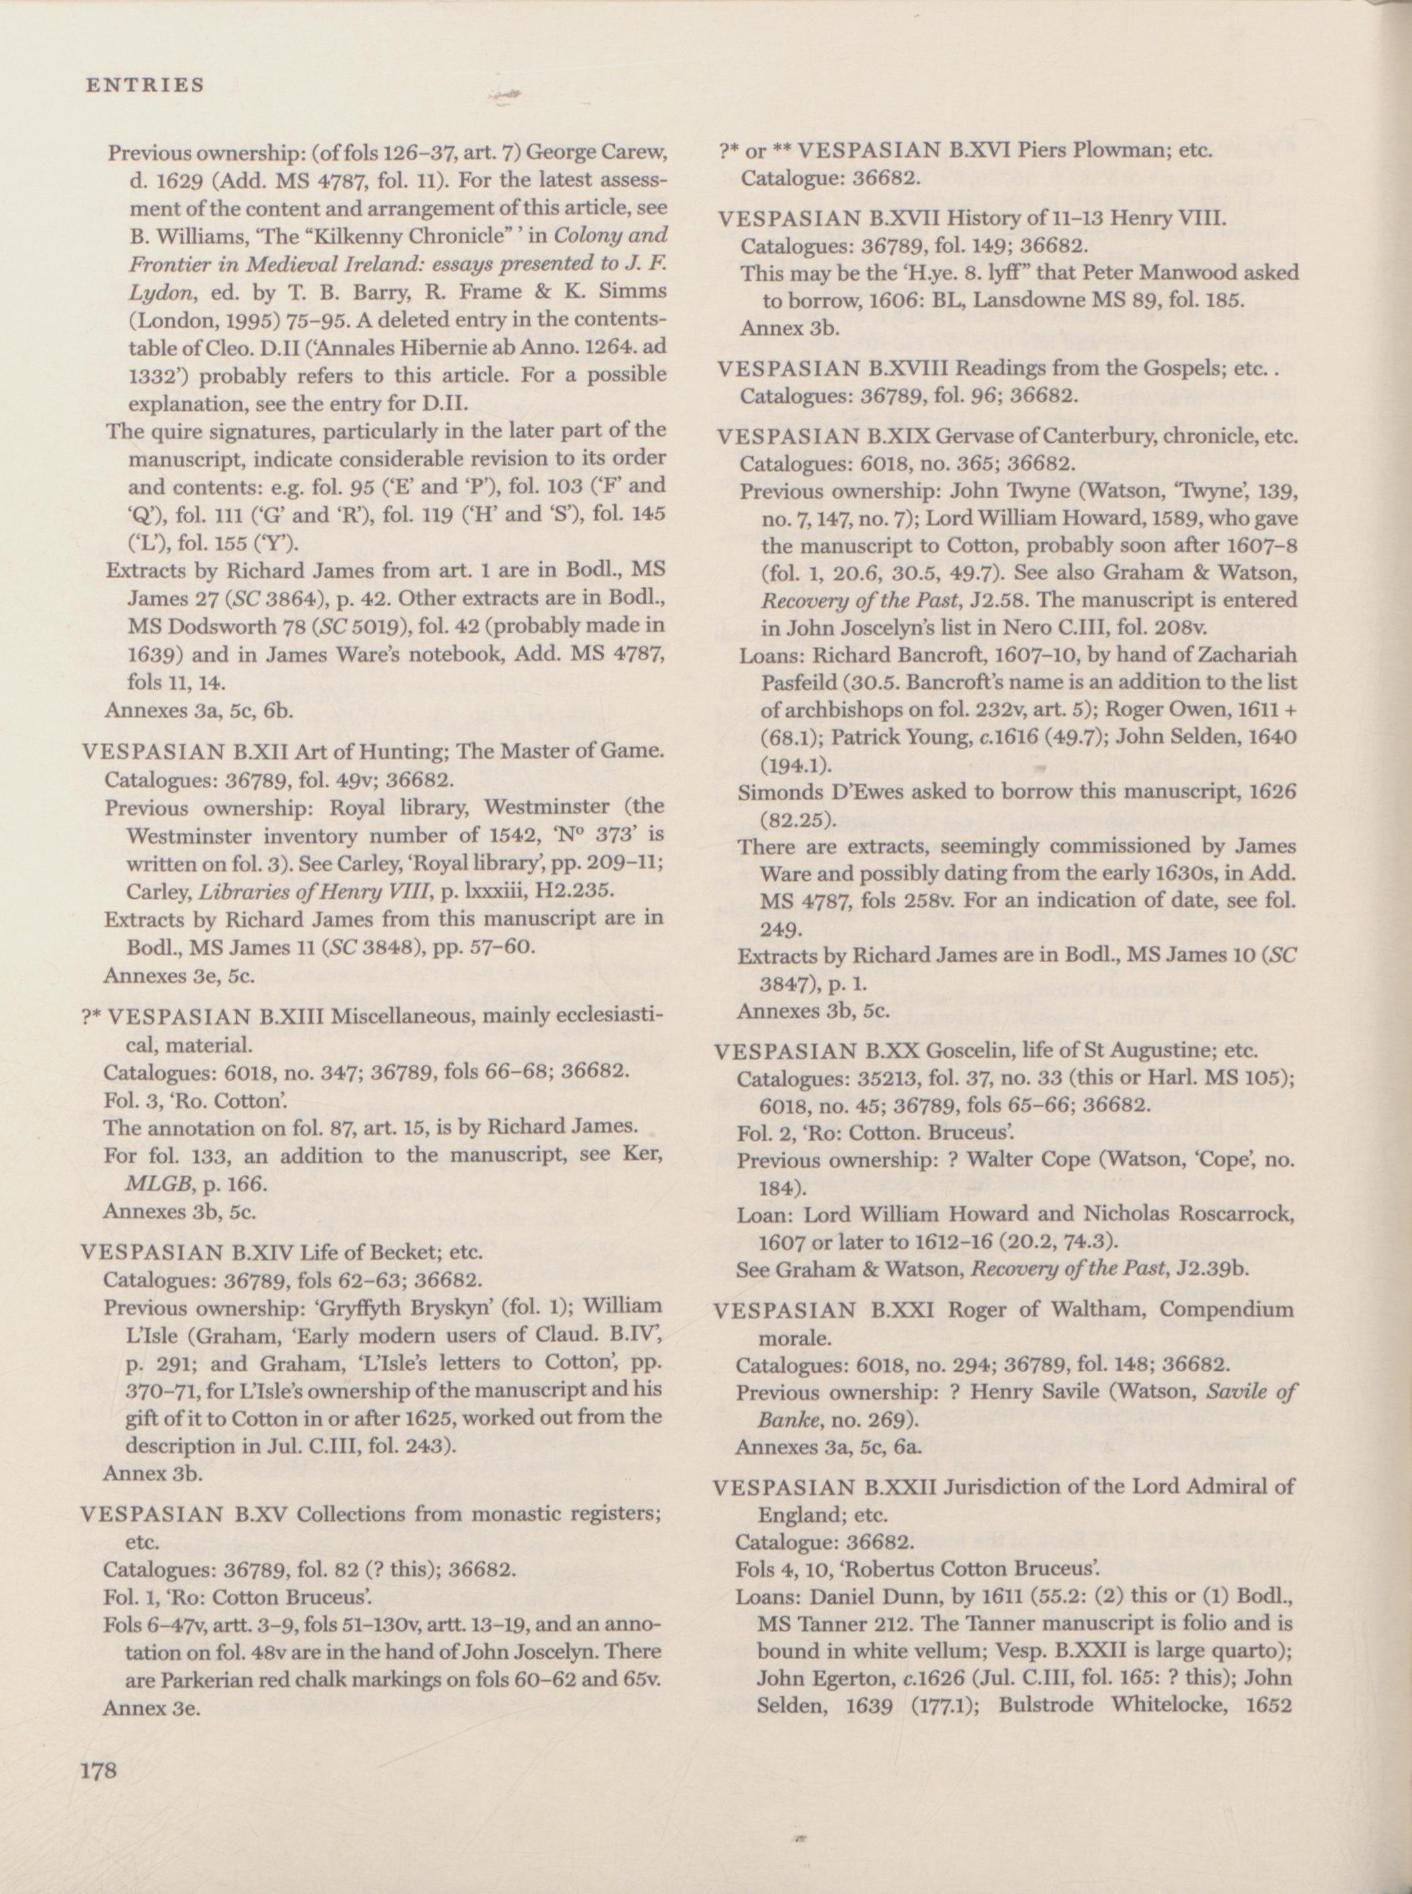 ENTRIES
Previous ownership: (of fols 126–37, art. 7) George Carew,
d. 1629 (Add. MS 4787, fol. 11). For the latest assess-
ment of the content and arrangement of this article, see
B. Williams, ‘The “Kilkenny Chronicle” ’ in Colony and
Frontier in Medieval Ireland: essays presented to J. F.
Lydon, ed. by T. B. Barry, R. Frame & K. Simms
(London, 1995) 75–95. A deleted entry in the contents-
table of Cleo. D.II (‘Annales Hibernie ab Anno. 1264. ad
1332’) probably refers to this article. For a possible
explanation, see the entry for D.II.
The quire signatures, particularly in the later part of the
manuscript, indicate considerable revision to its order
and contents: e.g. fol. 95 (‘E’ and ‘P’), fol. 103 (‘F’ and
‘Q’), fol. 111 (‘G’ and ‘R’), fol. 119 (‘H’ and ‘S’), fol. 145
(‘L’), fol. 155 (‘Y’).
Extracts by Richard James from art. 1 are in Bodl., MS
James 27 (SC 3864), p. 42. Other extracts are in Bodl.,
MS Dodsworth 78 (SC 5019), fol. 42 (probably made in
1639) and in James Ware’s notebook, Add. MS 4787,
fols 11, 14.
Annexes 3a, 5c, 6b.
VESPASIAN B.XII Art of Hunting; The Master of Game.
Catalogues: 36789, fol. 49v; 36682.
Previous ownership: Royal library, Westminster (the
Westminster inventory number of 1542, ‘Nº 373’ is
written on fol. 3). See Carley, ‘Royal library’, pp. 209–11;
Carley, Libraries of Henry VIII, p. lxxxiii, H2.235.
Extracts by Richard James from this manuscript are in
Bodl., MS James 11 (SC 3848), pp. 57–60.
Annexes 3e, 5c.
?* VESPASIAN B.XIII Miscellaneous, mainly ecclesiasti-
cal, material.
Catalogues: 6018, no. 347; 36789, fols 66–68; 36682.
Fol. 3, ‘Ro. Cotton’.
The annotation on fol. 87, art. 15, is by Richard James.
For fol. 133, an addition to the manuscript, see Ker,
MLGB, p. 166.
Annexes 3b, 5c.
VESPASIAN B.XIV Life of Becket; etc.
Catalogues: 36789, fols 62–63; 36682.
Previous ownership: ‘Gryffyth Bryskyn’ (fol. 1); William
L’Isle (Graham, ‘Early modern users of Claud. B.IV’,
p. 291; and Graham, ‘L’Isle’s letters to Cotton’, pp.
370–71, for L’Isle’s ownership of the manuscript and his
gift of it to Cotton in or after 1625, worked out from the
description in Jul. C.III, fol. 243).
Annex 3b.
VESPASIAN B.XV Collections from monastic registers;
etc.
Catalogues: 36789, fol. 82 (? this); 36682.
Fol. 1, ‘Ro: Cotton Bruceus’.
Fols 6–47v, artt. 3–9, fols 51–130v, artt. 13–19, and an anno-
tation on fol. 48v are in the hand of John Joscelyn. There
are Parkerian red chalk markings on fols 60–62 and 65v.
Annex 3e.
178
?* or ** VESPASIAN B.XVI Piers Plowman; etc.
Catalogue: 36682.
VESPASIAN B.XVII History of 11–13 Henry VIII.
Catalogues: 36789, fol. 149; 36682.
This may be the ‘H.ye. 8. lyff” that Peter Manwood asked
to borrow, 1606: BL, Lansdowne MS 89, fol. 185.
Annex 3b.
VESPASIAN B.XVIII Readings from the Gospels; etc. .
Catalogues: 36789, fol. 96; 36682.
VESPASIAN B.XIX Gervase of Canterbury, chronicle, etc.
Catalogues: 6018, no. 365; 36682.
Previous ownership: John Twyne (Watson, ‘Twyne’, 139,
no. 7, 147, no. 7); Lord William Howard, 1589, who gave
the manuscript to Cotton, probably soon after 1607–8
(fol. 1, 20.6, 30.5, 49.7). See also Graham & Watson,
Recovery of the Past, J2.58. The manuscript is entered
in John Joscelyn’s list in Nero C.III, fol. 208v.
Loans: Richard Bancroft, 1607–10, by hand of Zachariah
Pasfeild (30.5. Bancroft’s name is an addition to the list
of archbishops on fol. 232v, art. 5); Roger Owen, 1611 +
(68.1); Patrick Young, c.1616 (49.7); John Selden, 1640
(194.1).
Simonds D’Ewes asked to borrow this manuscript, 1626
(82.25).
There are extracts, seemingly commissioned by James
Ware and possibly dating from the early 1630s, in Add.
MS 4787, fols 258v. For an indication of date, see fol.
249.
Extracts by Richard James are in Bodl., MS James 10 (SC
3847), p. 1.
Annexes 3b, 5c.
VESPASIAN B.XX Goscelin, life of St Augustine; etc.
Catalogues: 35213, fol. 37, no. 33 (this or Harl. MS 105);
6018, no. 45; 36789, fols 65–66; 36682.
Fol. 2, ‘Ro: Cotton. Bruceus’.
Previous ownership: ? Walter Cope (Watson, ‘Cope’, no.
184).
Loan: Lord William Howard and Nicholas Roscarrock,
1607 or later to 1612–16 (20.2, 74.3).
See Graham & Watson, Recovery of the Past, J2.39b.
VESPASIAN B.XXI Roger of Waltham, Compendium
morale.
Catalogues: 6018, no. 294; 36789, fol. 148; 36682.
Previous ownership: ? Henry Savile (Watson, Savile of
Banke, no. 269).
Annexes 3a, 5c, 6a.
VESPASIAN B.XXII Jurisdiction of the Lord Admiral of
England; etc.
Catalogue: 36682.
Fols 4, 10, ‘Robertus Cotton Bruceus’.
Loans: Daniel Dunn, by 1611 (55.2: (2) this or (1) Bodl.,
MS Tanner 212. The Tanner manuscript is folio and is
bound in white vellum; Vesp. B.XXII is large quarto);
John Egerton, c.1626 (Jul. C.III, fol. 165: ? this); John
Selden, 1639 (177.1); Bulstrode Whitelocke, 1652